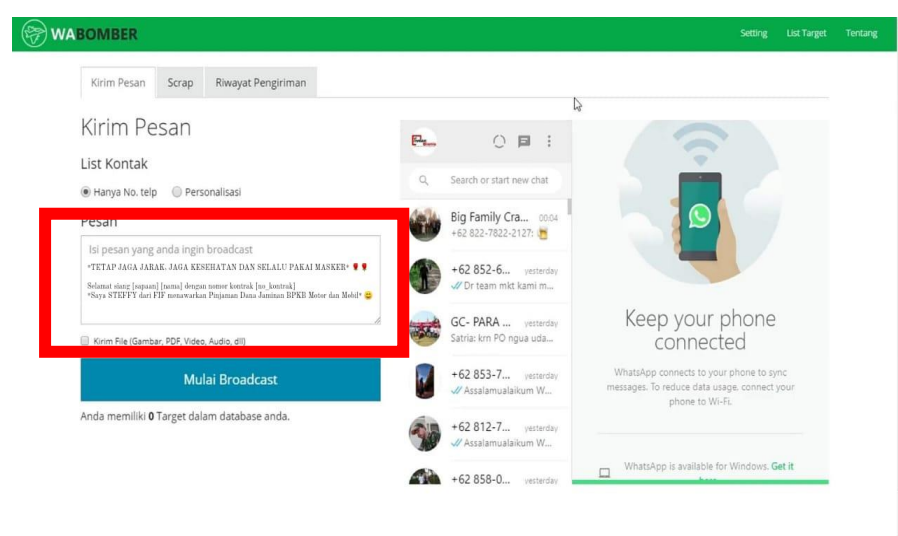 WABOMBER
Setting List Target Tentang
Kirim Pesan Scrap Riwayat Pengiriman
Kirim Pesan
List Kontak
Hanya No. telp Personalisasi
Pesan
Isi pesan yang anda ingin broadcast
*TETAP JAGA JARAK, JAGA KESEHATAN DAN SELALU PAKAI MASKER*
Selamat siang [sapaan] [nama] dengan nomor kontrak [no_kontrak]
*Saya STEFFY dari FIF menawarkan Pinjaman Dana Jaminan BPKB Motor dan Mobil*
Kirim File (Gambar, PDF, Video, Audio, dll)
Mulai Broadcast
Anda memiliki 0 Target dalam database anda.
Search or start new chat
Big Family Cra... 00:04
+62 822-7822-2127:
+62 852-6... yesterday
Dr team mkt kami m...
GC- PARA ... yesterday
Satria: krn PO ngua uda...
+62 853-7... yesterday
Assalamualaikum W...
+62 812-7... yesterday
Assalamualaikum W...
+62 858-0... yesterday
Keep your phone
connected
WhatsApp connects to your phone to sync
messages. To reduce data usage, connect your
phone to Wi-Fi.
WhatsApp is available for Windows. Get it
here